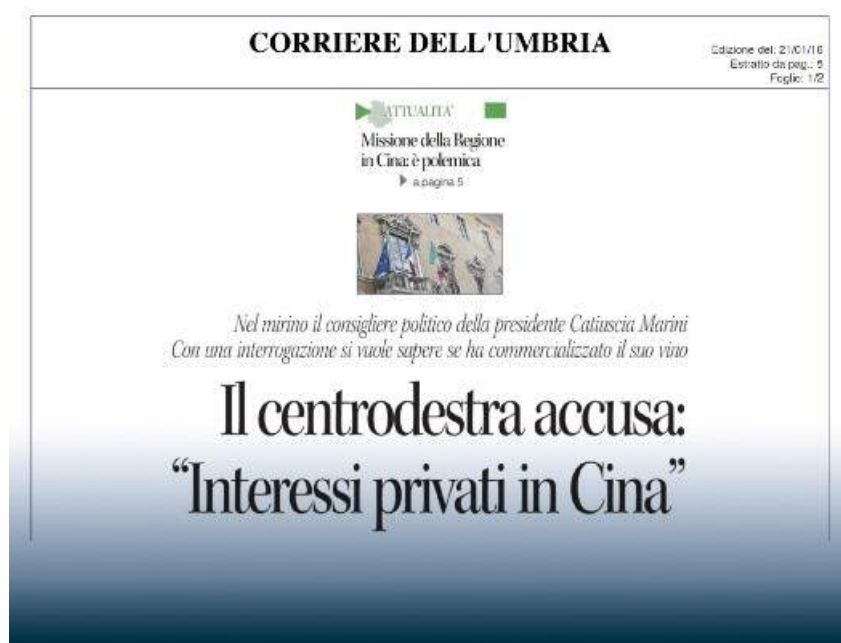 CORRIERE DELL'UMBRIA
Edizione del: 21/01/16
Estratto da pag.: 5
Foglio: 1/2
ATTUALITA'
Missione della Regione
in Cina: è polemica
a pagina 5
Nel mirino il consigliere politico della presidente Catiuscia Marini
Con una interrogazione si vuole sapere se ha commercializzato il suo vino
Il centrodestra accusa:
“Interessi privati in Cina”